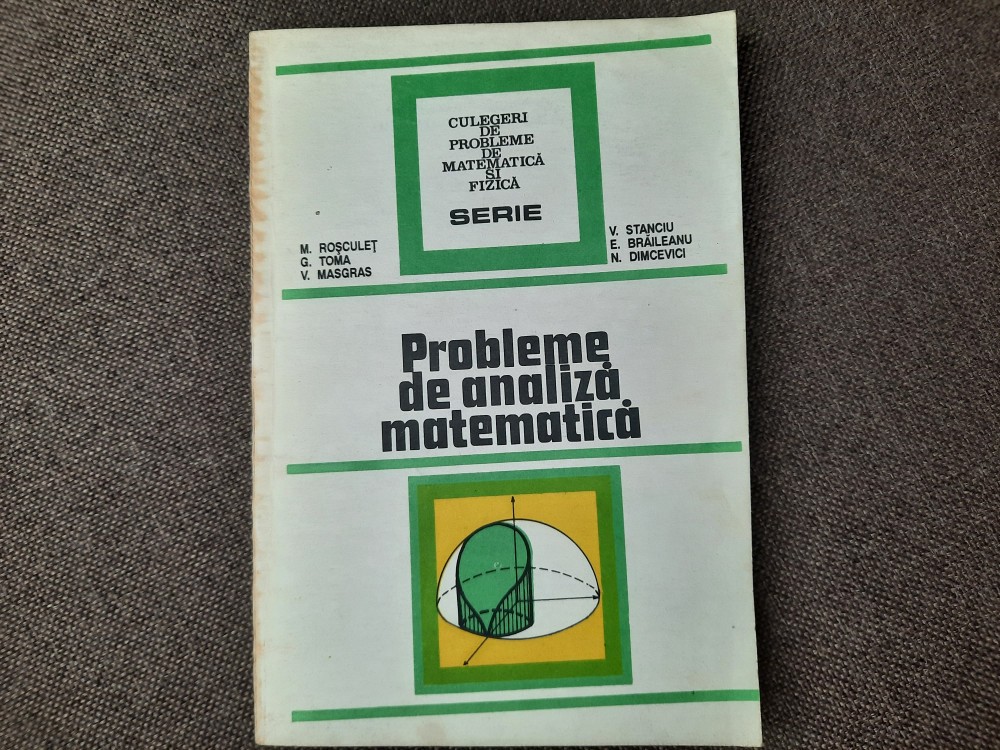 CULEGERI
DE
PROBLEME
DE
MATEMATICĂ
ȘI
FIZICĂ
SERIE
M. ROȘCULEȚ
G. TOMA
V. MASGRAS
V. STANCIU
E. BRĂILEANU
N. DIMCEVICI
Probleme
de analiză
matematică